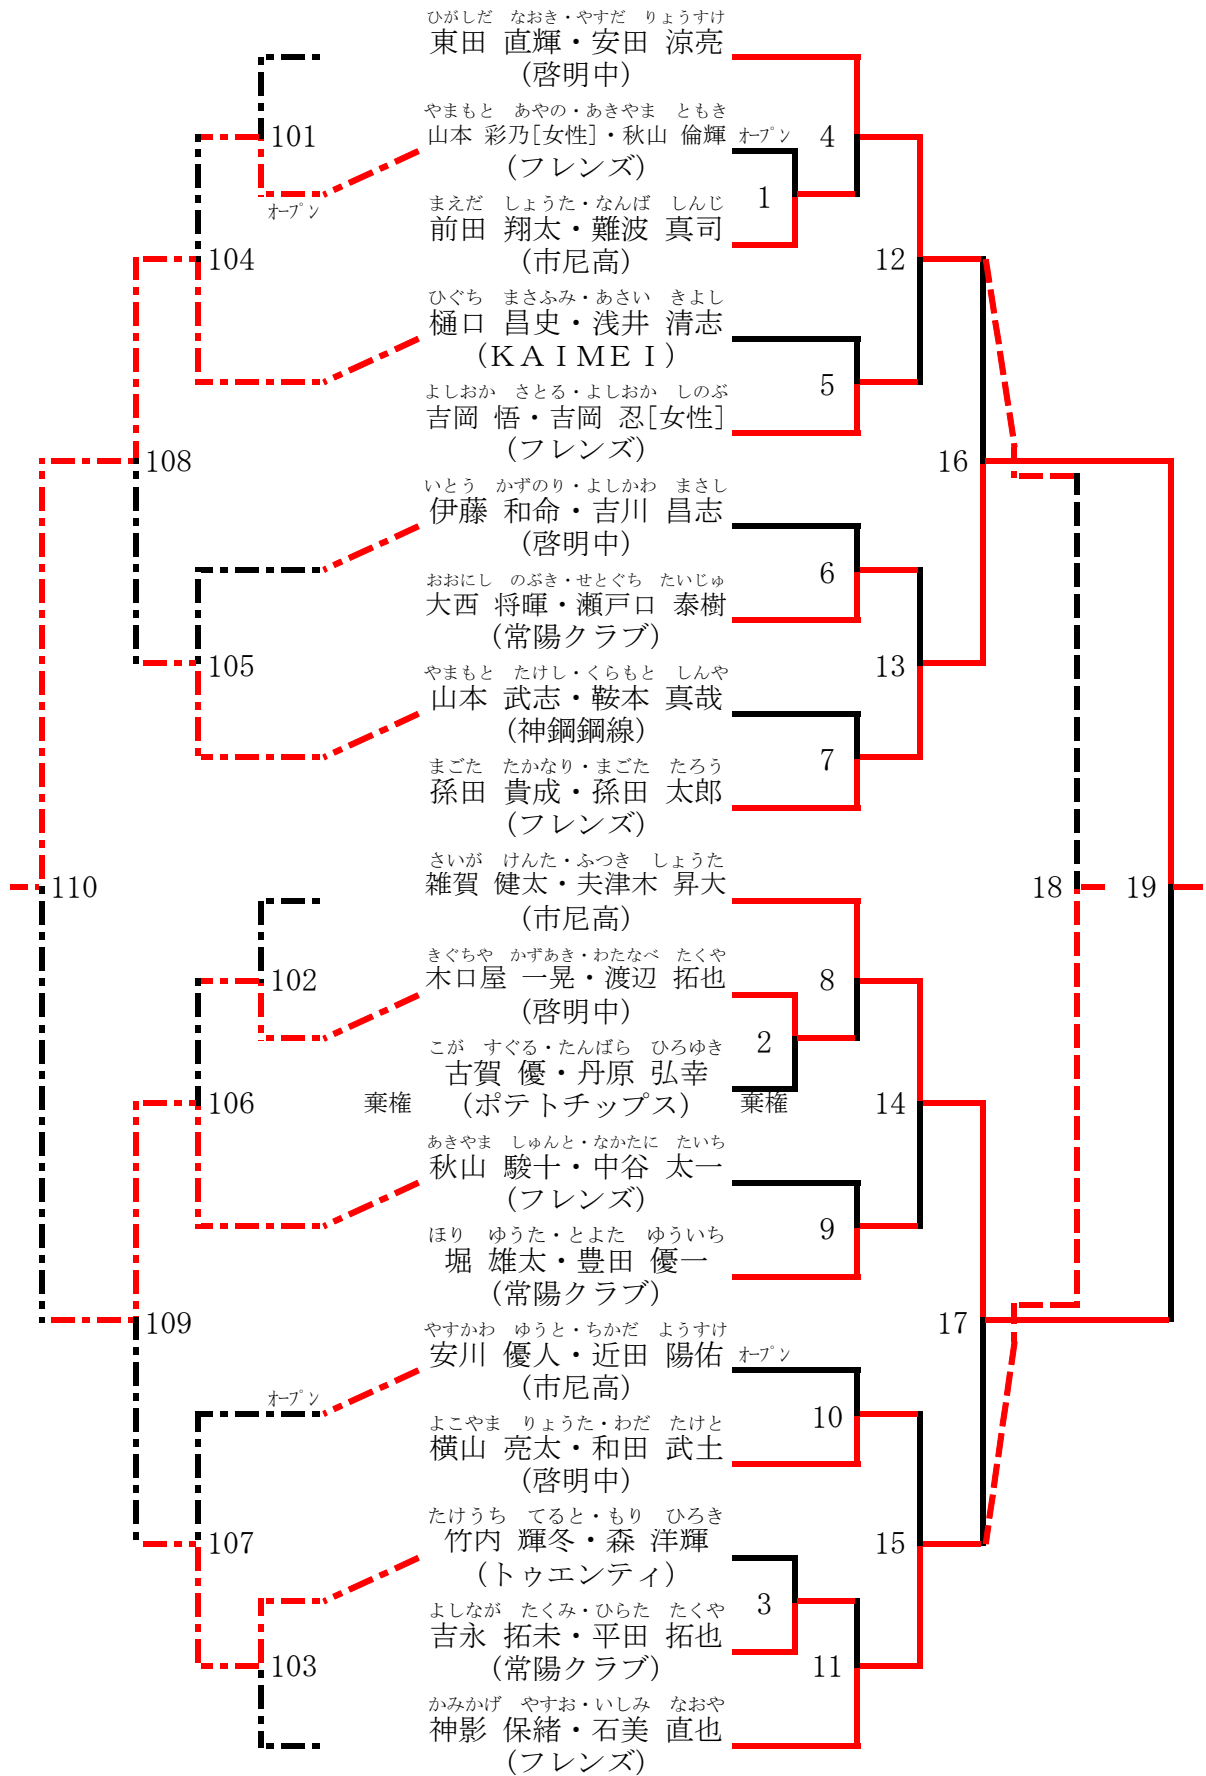 ひがしだ なおき・やすだ りょうすけ
東田 直輝・安田 涼亮
(啓明中)
やまもと あやの・あきやま ともき
101
山本 彩乃[女性]・秋山 倫輝
オープン
4
(フレンズ)
1
まえだ しょうた・なんば しんじ
オープン
前田 翔太・難波 真司
104
(市尼高)
12
ひぐち まさふみ・あさい きよし
樋口 昌史・浅井 清志
(KAIMEI)
5
よしおか さとる・よしおか しのぶ
吉岡 悟・吉岡 忍[女性]
(フレンズ)
108
16
いとう かずのり・よしかわ まさし
伊藤 和命・吉川 昌志
(啓明中)
6
おおにし のぶき・せとぐち たいじゅ
大西 将暉・瀬戸口 泰樹
(常陽クラブ)
105
13
やまもと たけし・くらもと しんや
山本 武志・鞍本 真哉
(神鋼鋼線)
7
まごた たかなり・まごた たろう
孫田 貴成・孫田 太郎
(フレンズ)
さいが けんた・ふつき しょうた
110
雑賀 健太・夫津木 昇大
18
19
(市尼高)
きぐちや かずあき・わたなべ たくや
102
木口屋 一晃・渡辺 拓也
8
(啓明中)
2
こが すぐる・たんばら ひろゆき
古賀 優・丹原 弘幸
106
棄権
(ポテトチップス)
棄権
14
あきやま しゅんと・なかたに たいち
秋山 駿十・中谷 太一
(フレンズ)
9
ほり ゆうた・とよた ゆういち
堀 雄太・豊田 優一
(常陽クラブ)
109
17
やすかわ ゆうと・ちかだ ようすけ
安川 優人・近田 陽佑
オープン
(市尼高)
オープン
10
よこやま りょうた・わだ たけと
横山 亮太・和田 武士
(啓明中)
たけうち てると・もり ひろき
107
竹内 輝冬・森 洋輝
15
(トゥエンティ)
3
よしなが たくみ・ひらた たくや
吉永 拓未・平田 拓也
103
(常陽クラブ)
11
かみかげ やすお・いしみ なおや
神影 保緒・石美 直也
(フレンズ)